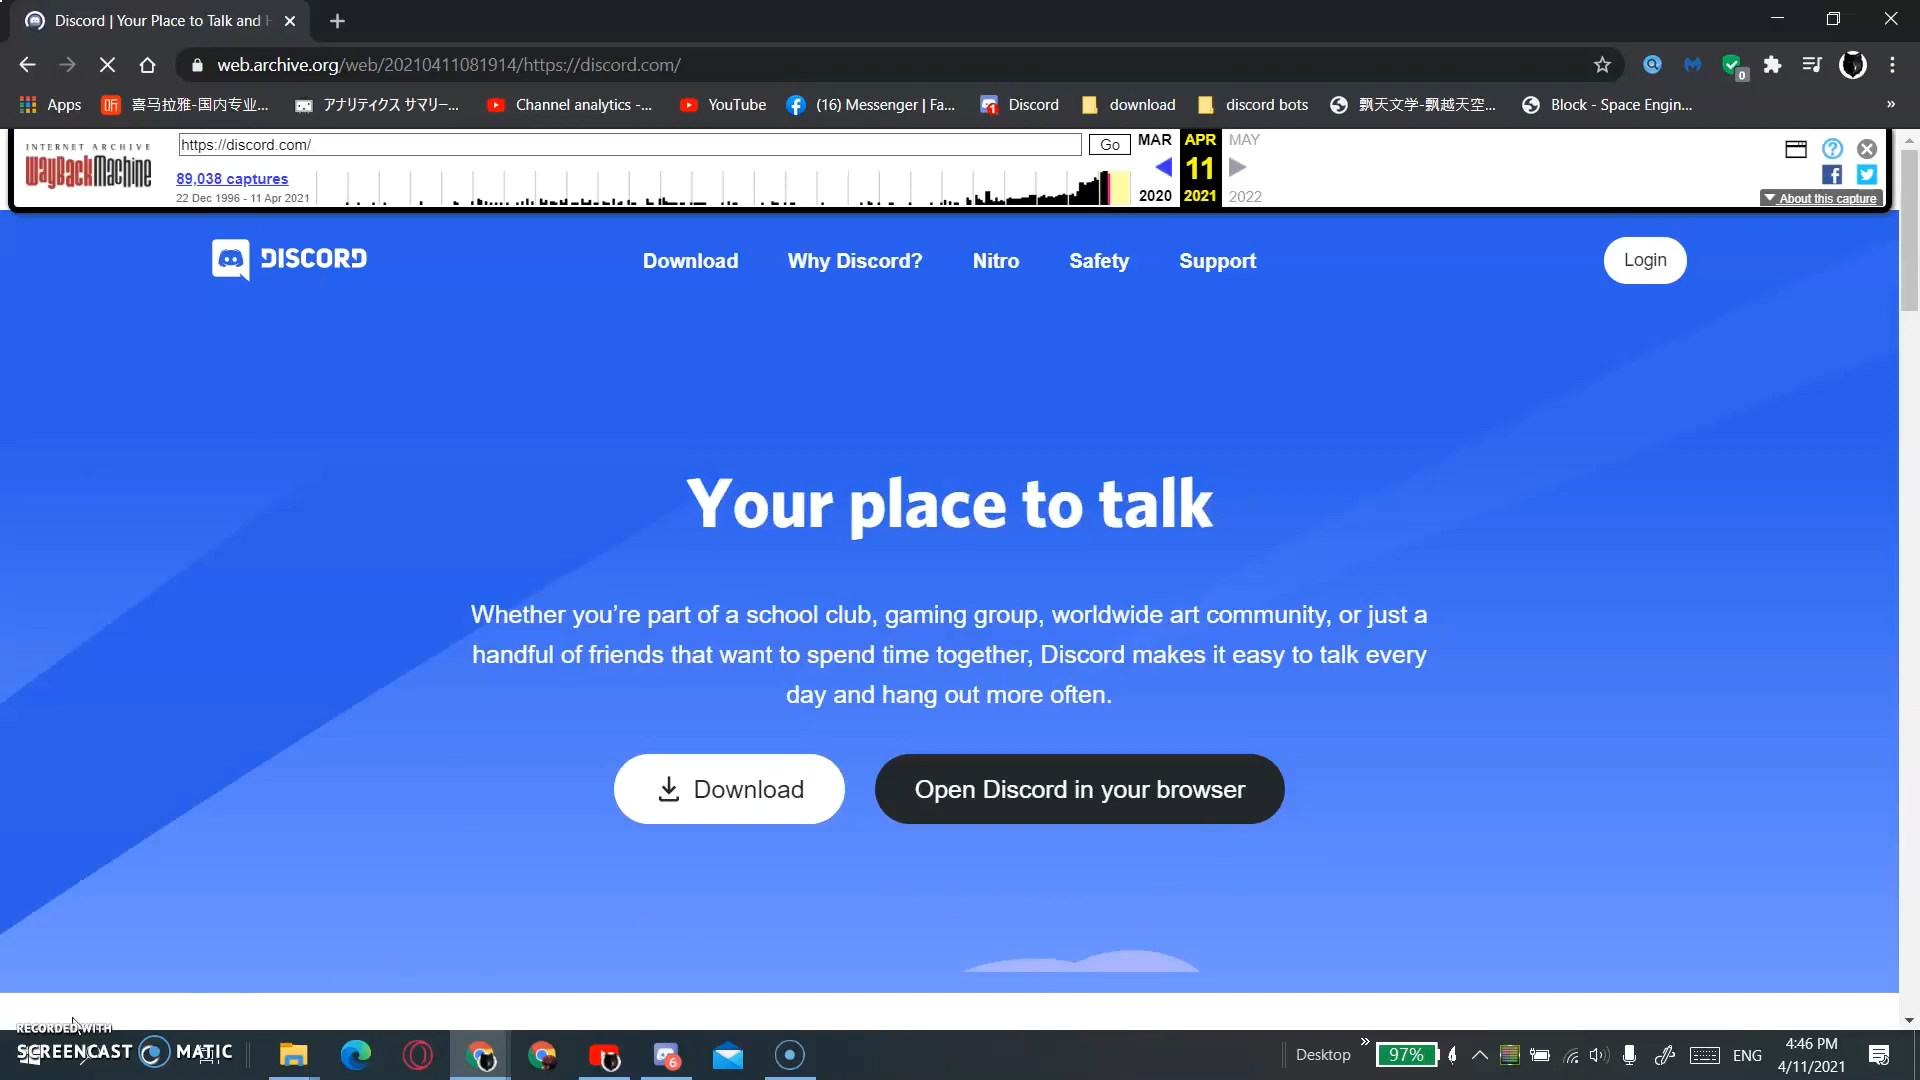 Discord | Your Place to Talk and H
web.archive.org/web/20210411081914/https://discord.com/
0
Apps
喜马拉雅-国内专业...
アナリティクス サマリー-...
Channel analytics -...
YouTube
(16) Messenger | Fa...
Discord
download
discord bots
飘天文学-飘越天空...
Block - Space Engin...
»
INTERNET ARCHIVE
WayBackMachine
https://discord.com/
Go
MAR
APR
MAY
89,038 captures
11
22 Dec 1996 - 11 Apr 2021
2020
2021
2022
About this capture
DISCORD
Download
Why Discord?
Nitro
Safety
Support
Login
Your place to talk
Whether you’re part of a school club, gaming group, worldwide art community, or just a
handful of friends that want to spend time together, Discord makes it easy to talk every
day and hang out more often.
Download
Open Discord in your browser
RECORDED WITH
SCREENCAST MATIC
6
Desktop
»
97%
ENG
4:46 PM
4/11/2021